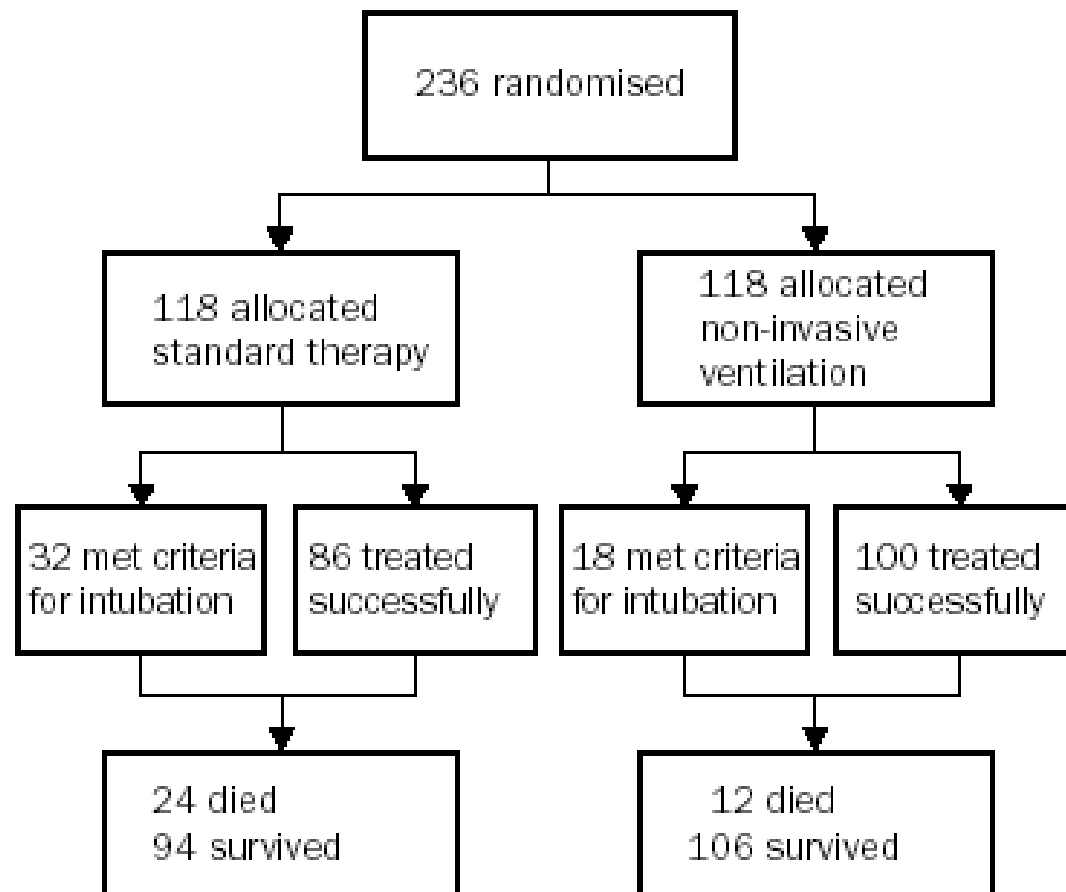 236 randomised
118 allocated
standard therapy
118 allocated
non-invasive
ventilation
32 met criteria
for intubation
86 treated
successfully
18 met criteria
for intubation
100 treated
successfully
24 died
94 survived
12 died
106 survived